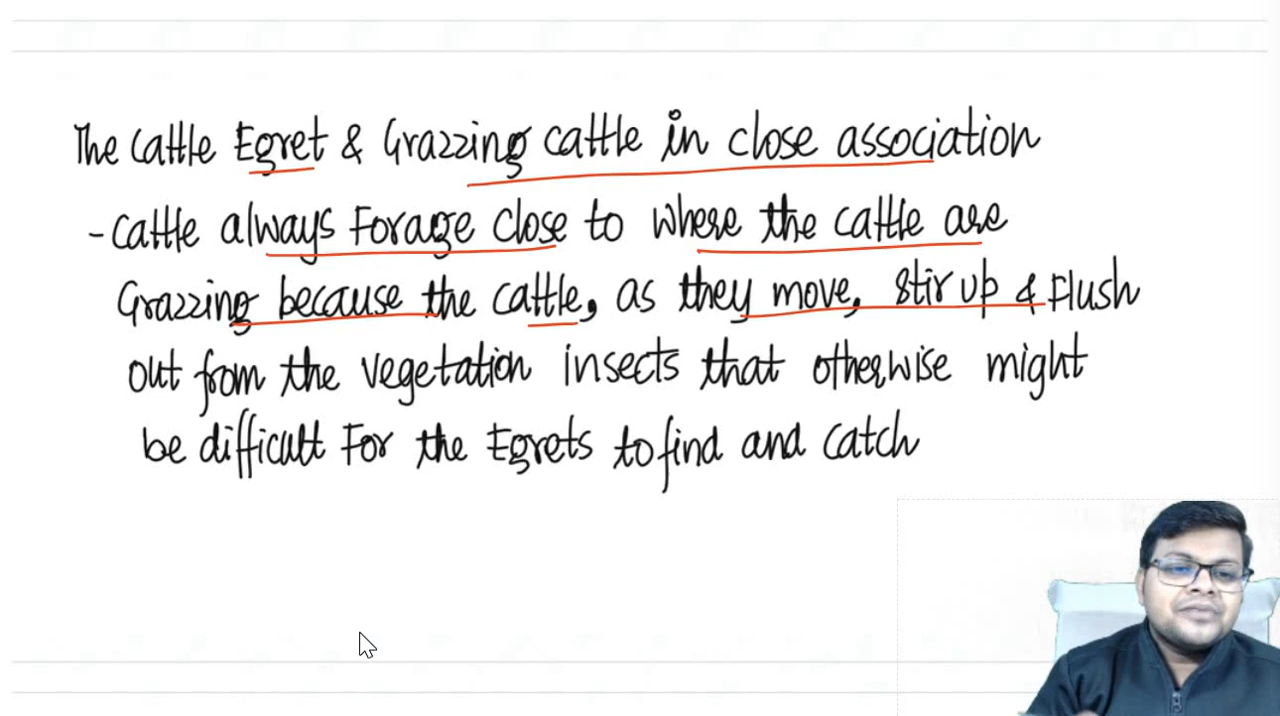 The cattle Egret & Grazzing cattle in close association
- cattle always Forage close to where the cattle are
Grazzing because the cattle, as they move, stir up & Flush
out from the vegetation insects that otherwise might
be difficult For the Egrets to find and catch